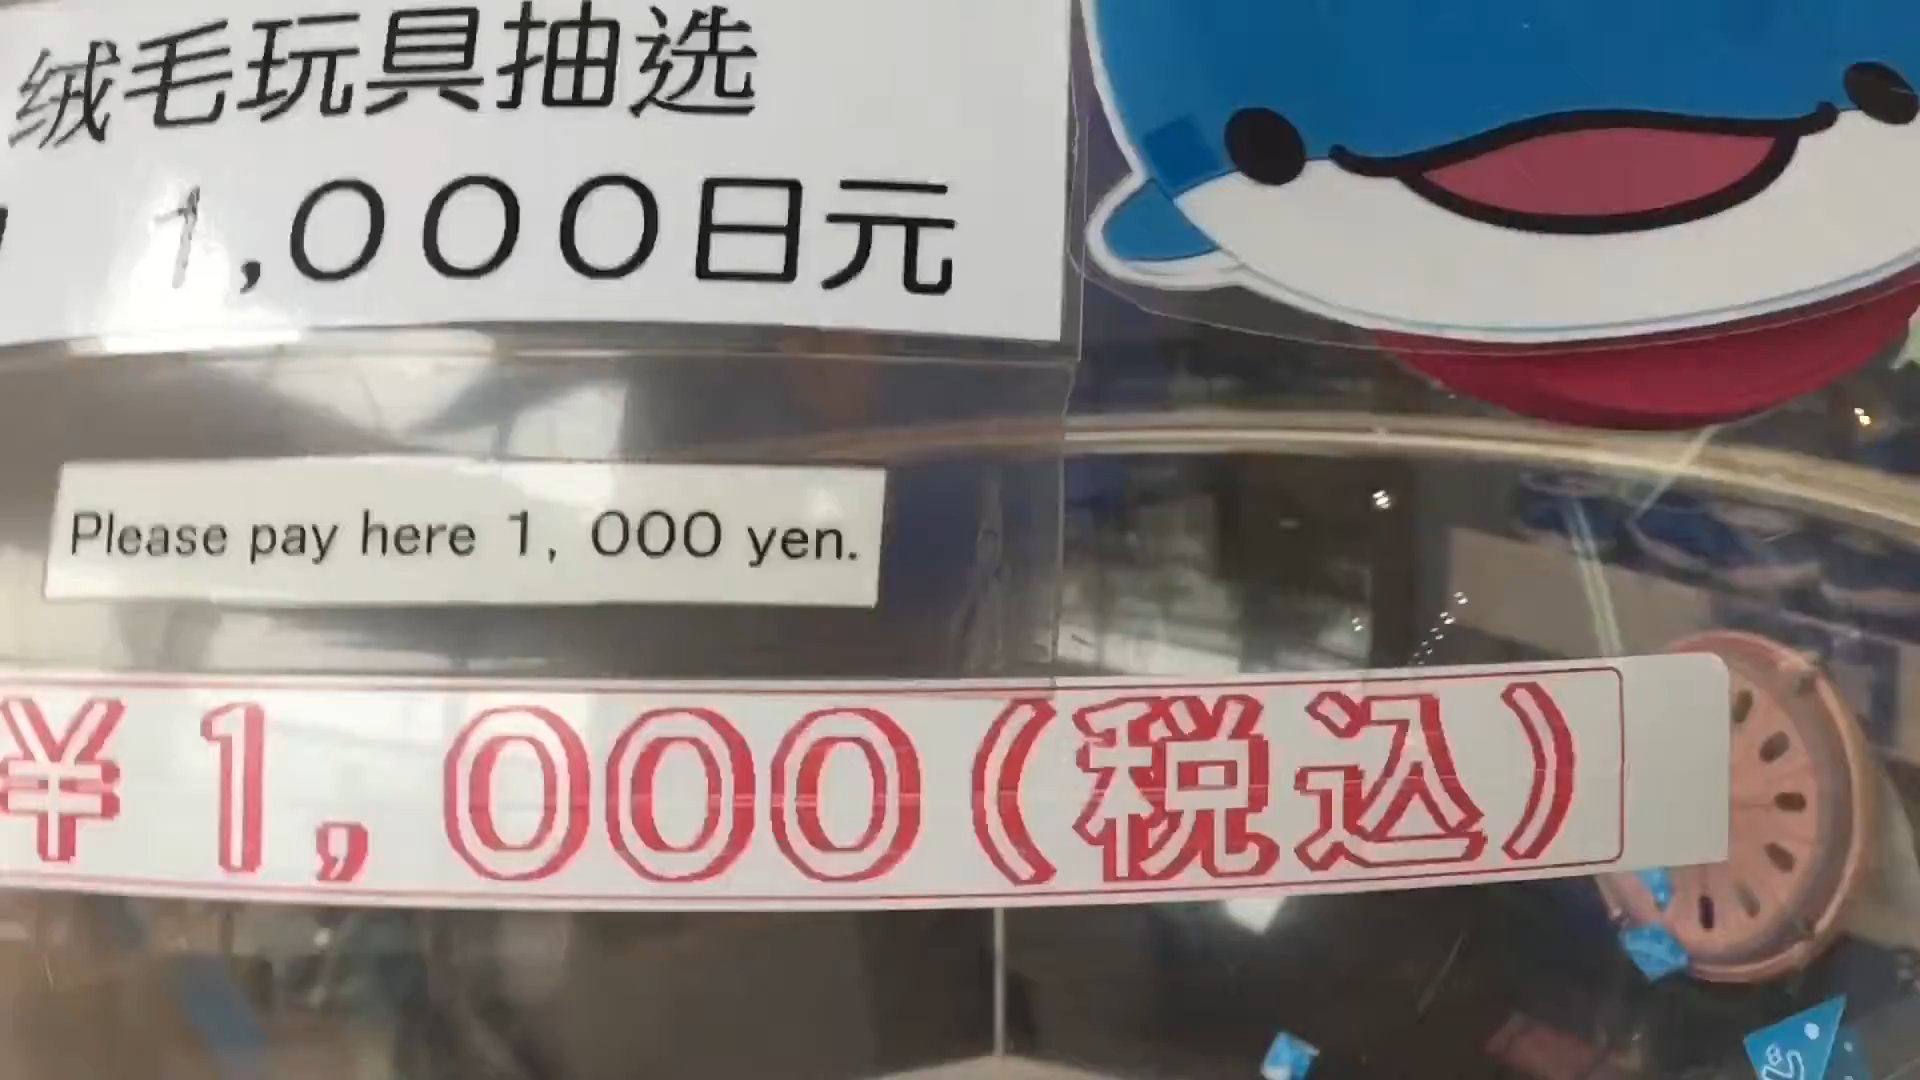 绒毛玩具抽选
1,000日元
Please pay here 1, 000 yen.
¥1,000(税込)